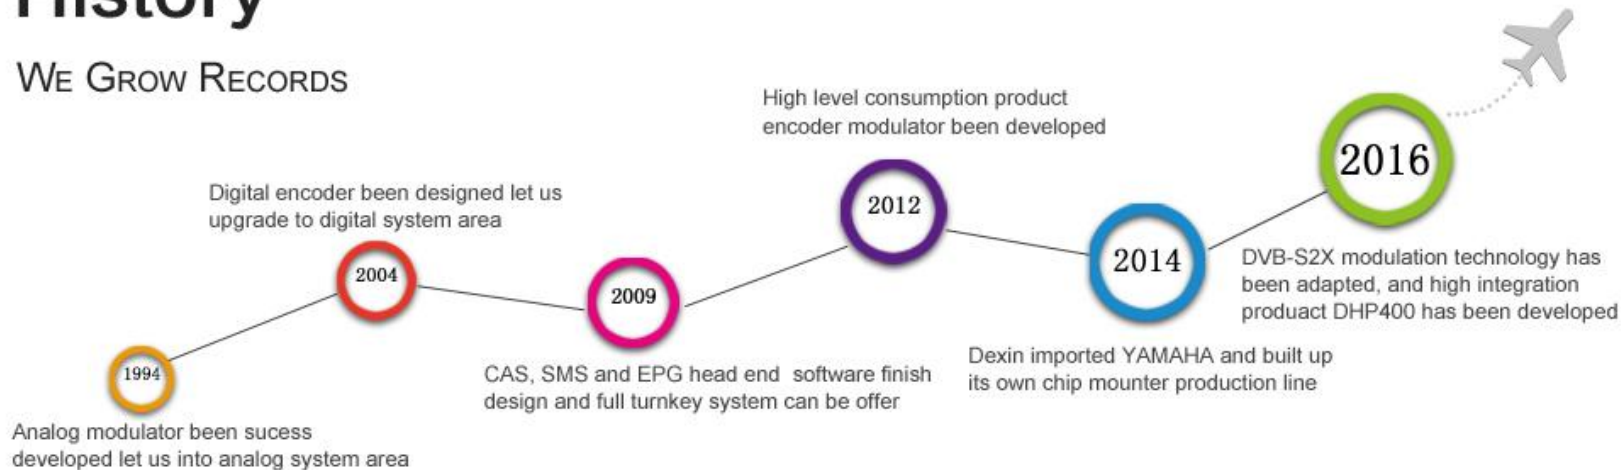 History
WE GROW RECORDS
High level consumption product
encoder modulator been developed
2016
Digital encoder been designed let us
upgrade to digital system area
2012
2004
2014
DVB-S2X modulation technology has
been adapted, and high integration
produact DHP400 has been developed
2009
Dexin imported YAMAHA and built up
its own chip mounter production line
1994
CAS, SMS and EPG head end  software finish
design and full turnkey system can be offer
Analog modulator been sucess
developed let us into analog system area